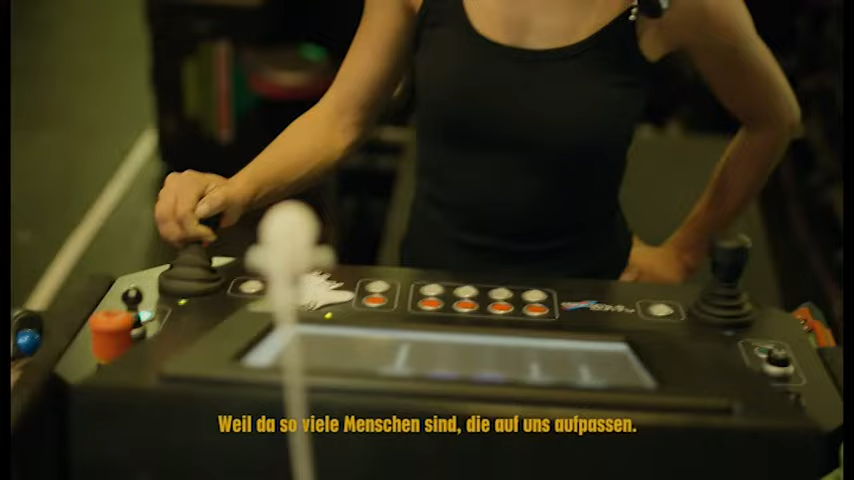 Weil da so viele Menschen sind, die auf uns aufpassen.